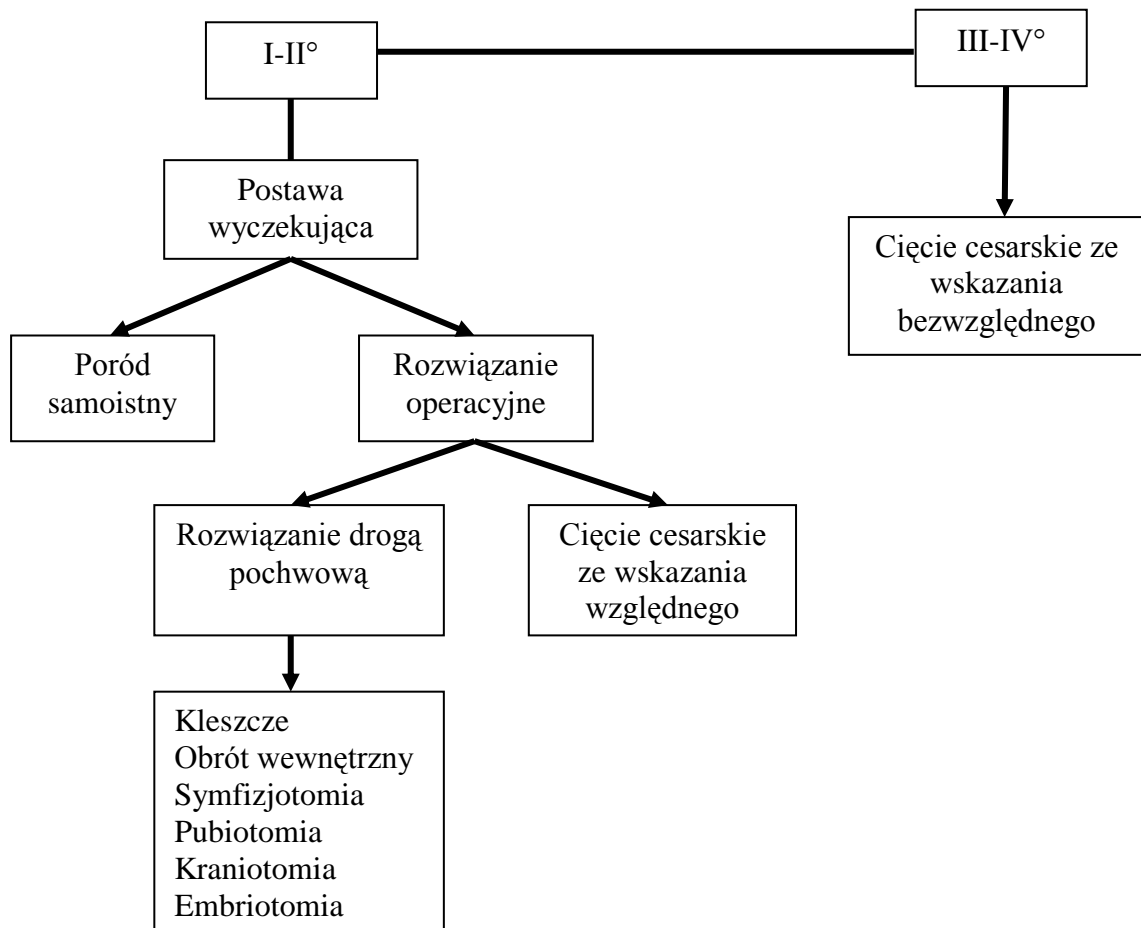 I-II°
III-IV°
Postawa
wyczekująca
Cięcie cesarskie ze
wskazania
bezwzględnego
Poród
samoistny
Rozwiązanie
operacyjne
Rozwiązanie drogą
pochwową
Cięcie cesarskie
ze wskazania
względnego
Kleszcze
Obrót wewnętrzny
Symfizjotomia
Pubiotomia
Kraniotomia
Embriotomia